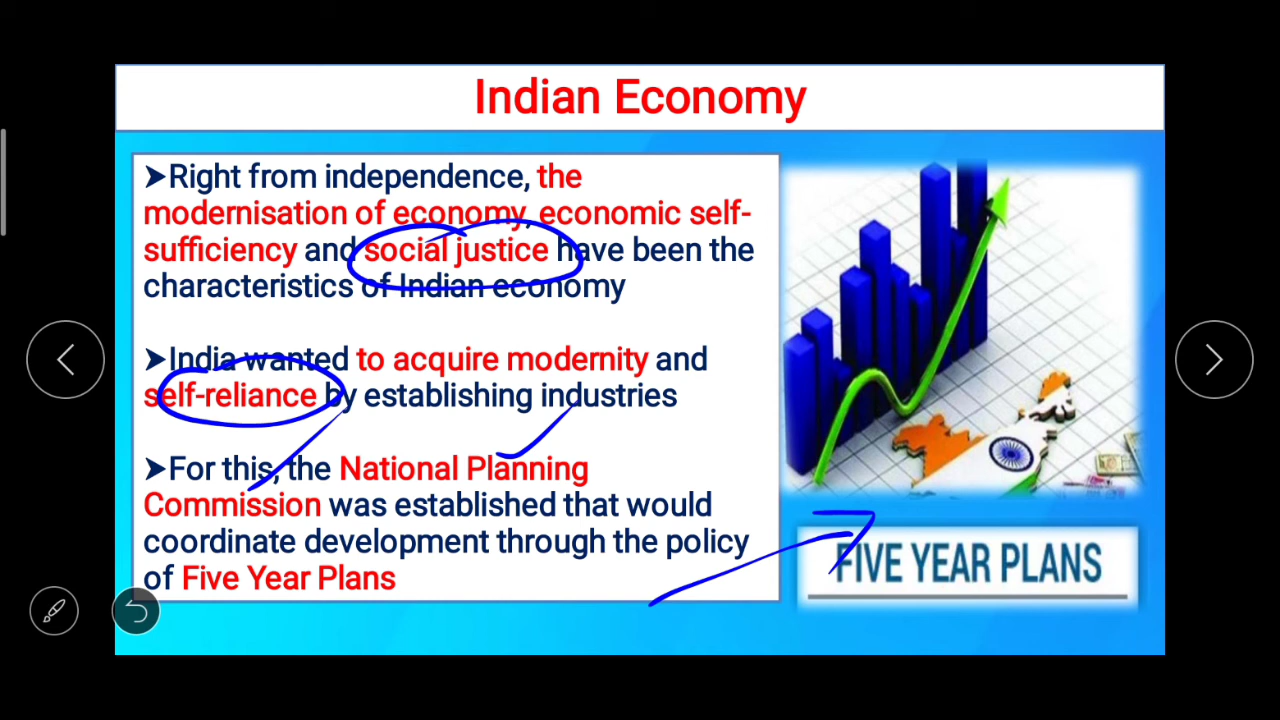 Indian Economy
➤Right from independence, the
modernisation of economy, economic self-
sufficiency and social justice have been the
characteristics of Indian economy
➤India wanted to acquire modernity and
self-reliance by establishing industries
➤For this, the National Planning
Commission was established that would
coordinate development through the policy
of Five Year Plans
FIVE YEAR PLANS